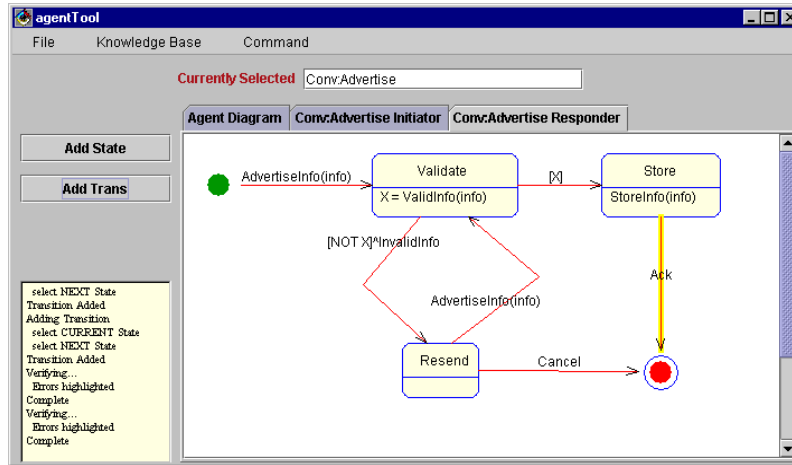 agentTool
File Knowledge Base Command
Currently Selected Conv:Advertise
Agent Diagram Conv:Advertise Initiator Conv:Advertise Responder
Add State
Add Trans
AdvertiseInfo(info)
Validate
X = ValidInfo(info)
[X]
Store
StoreInfo(info)
[NOT X]^InvalidInfo
AdvertiseInfo(info)
Ack
Resend
Cancel
select NEXT State
Transition Added
Adding Transition
select CURRENT State
select NEXT State
Transition Added
Verifying...
Errors highlighted
Complete
Verifying...
Errors highlighted
Complete